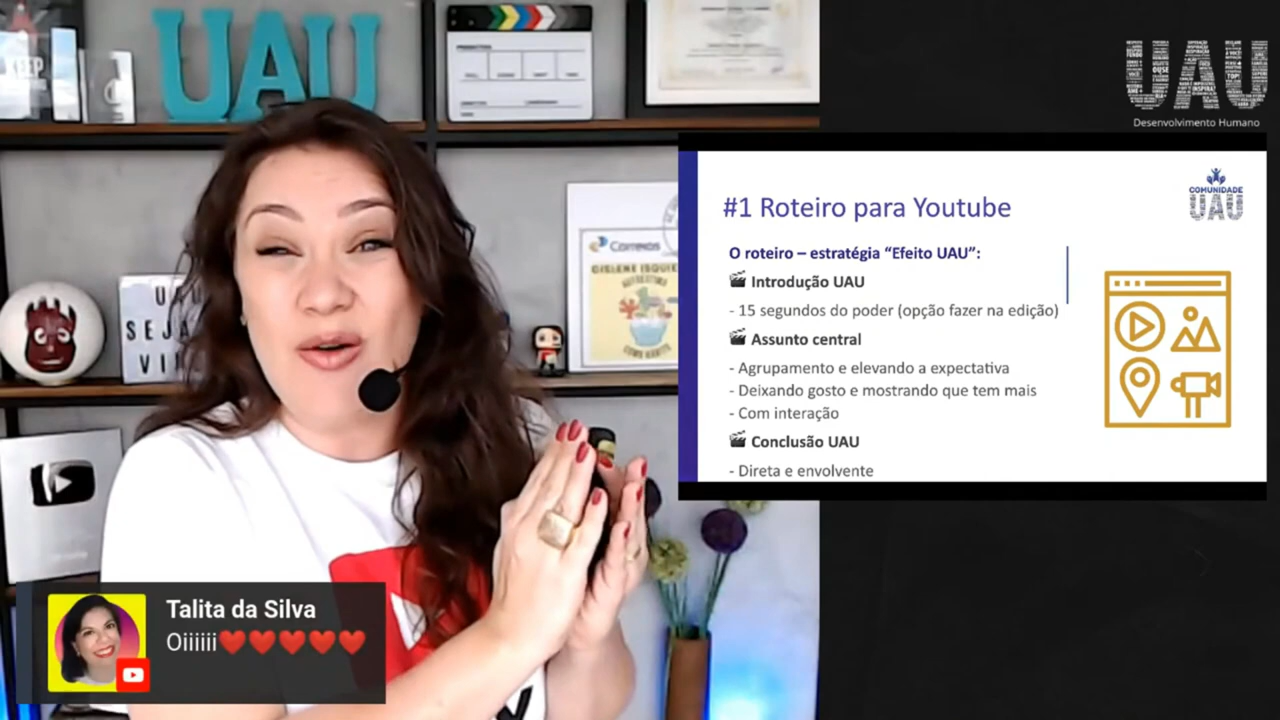 UAU
UAU
Desenvolvimento Humano
COMUNIDADE
UAU
#1 Roteiro para Youtube
O roteiro – estratégia “Efeito UAU”:
Introdução UAU
- 15 segundos do poder (opção fazer na edição)
Assunto central
- Agrupamento e elevando a expectativa
- Deixando gosto e mostrando que tem mais
- Com interação
Conclusão UAU
- Direta e envolvente
Correios
SEJA
Talita da Silva
Oiiiiii❤️❤️❤️❤️❤️